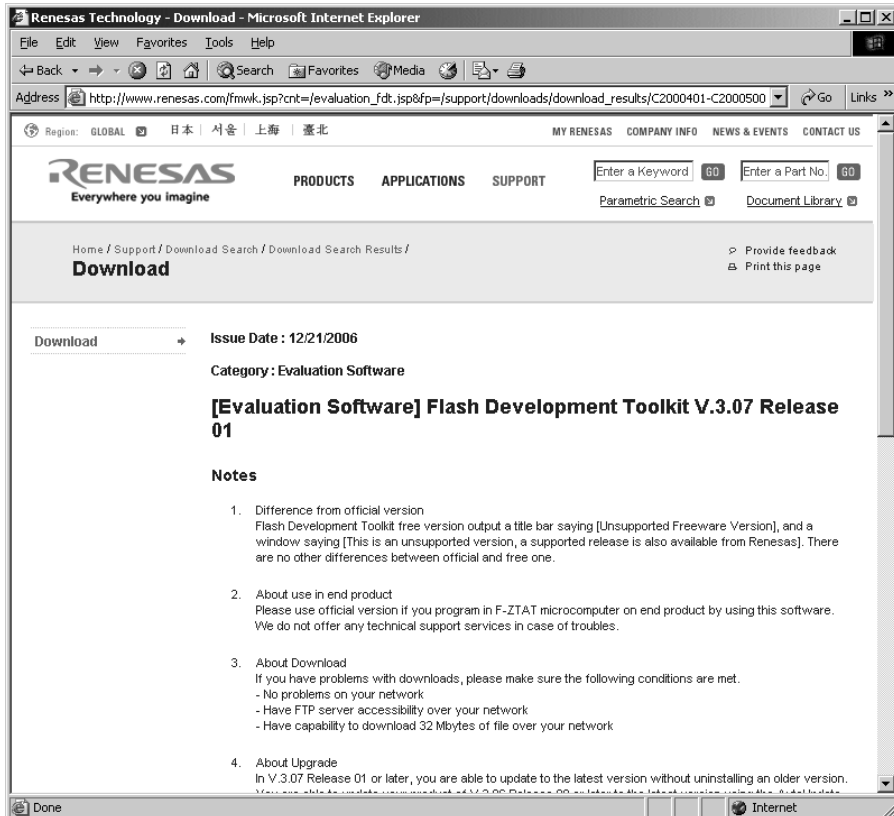 Renesas Technology - Download - Microsoft Internet Explorer
File Edit View Favorites Tools Help
Back Search Favorites Media
Address http://www.renesas.com/fmwk.jsp?cnt=/evaluation_fdt.jsp&fp=/support/downloads/download_results/C2000401-C2000500 Go Links »
Region: GLOBAL 日本 | 서울 | 上海 | 臺北 MY RENESAS COMPANY INFO NEWS & EVENTS CONTACT US
RENESAS
Everywhere you imagine
PRODUCTS APPLICATIONS SUPPORT
Enter a Keyword GO Enter a Part No. GO
Parametric Search Document Library
Home / Support / Download Search / Download Search Results /
Download
Provide feedback
Print this page
Download
Issue Date : 12/21/2006
Category : Evaluation Software
[Evaluation Software] Flash Development Toolkit V.3.07 Release
01
Notes
1. Difference from official version
Flash Development Toolkit free version output a title bar saying [Unsupported Freeware Version], and a
window saying [This is an unsupported version, a supported release is also available from Renesas]. There
are no other differences between official and free one.
2. About use in end product
Please use official version if you program in F-ZTAT microcomputer on end product by using this software.
We do not offer any technical support services in case of troubles.
3. About Download
If you have problems with downloads, please make sure the following conditions are met.
- No problems on your network
- Have FTP server accessibility over your network
- Have capability to download 32 Mbytes of file over your network
4. About Upgrade
In V.3.07 Release 01 or later, you are able to update to the latest version without uninstalling an older version.
Done Internet